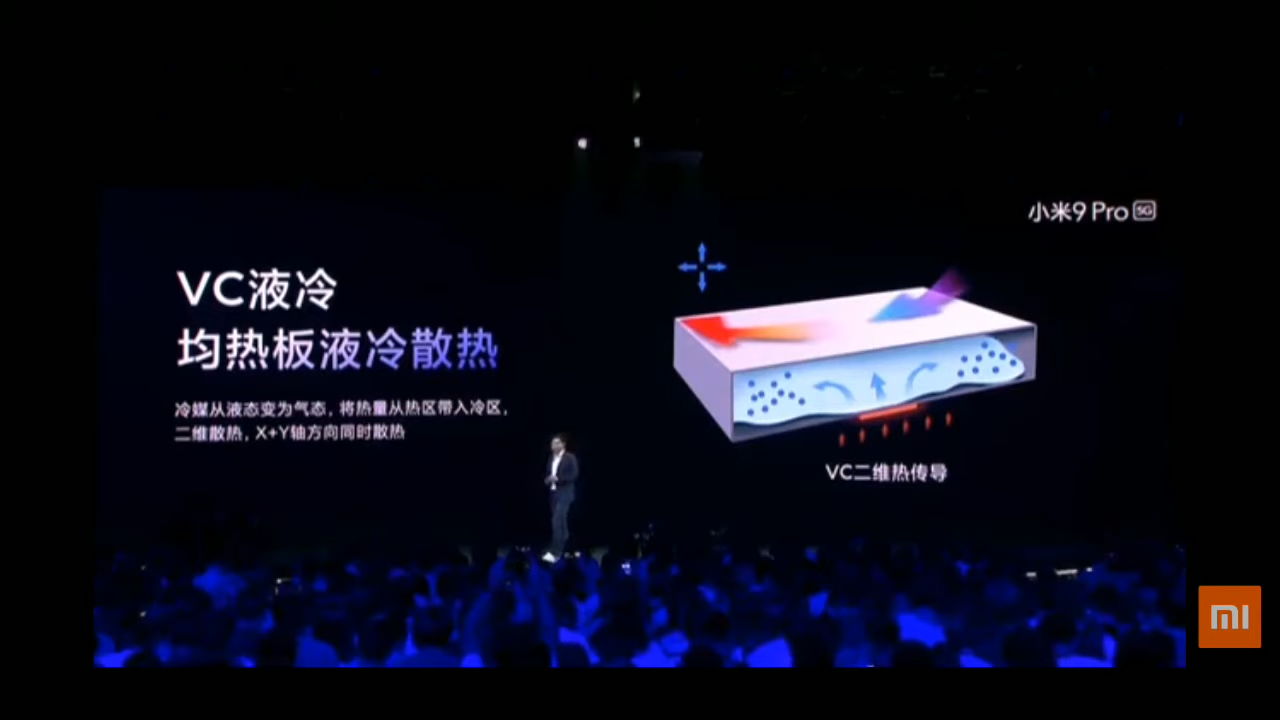 小米9 Pro 5G
VC液冷
均热板液冷散热
冷媒从液态变为气态，将热量从热区带入冷区，
二维散热，X+Y轴方向同时散热
VC二维热传导
MI